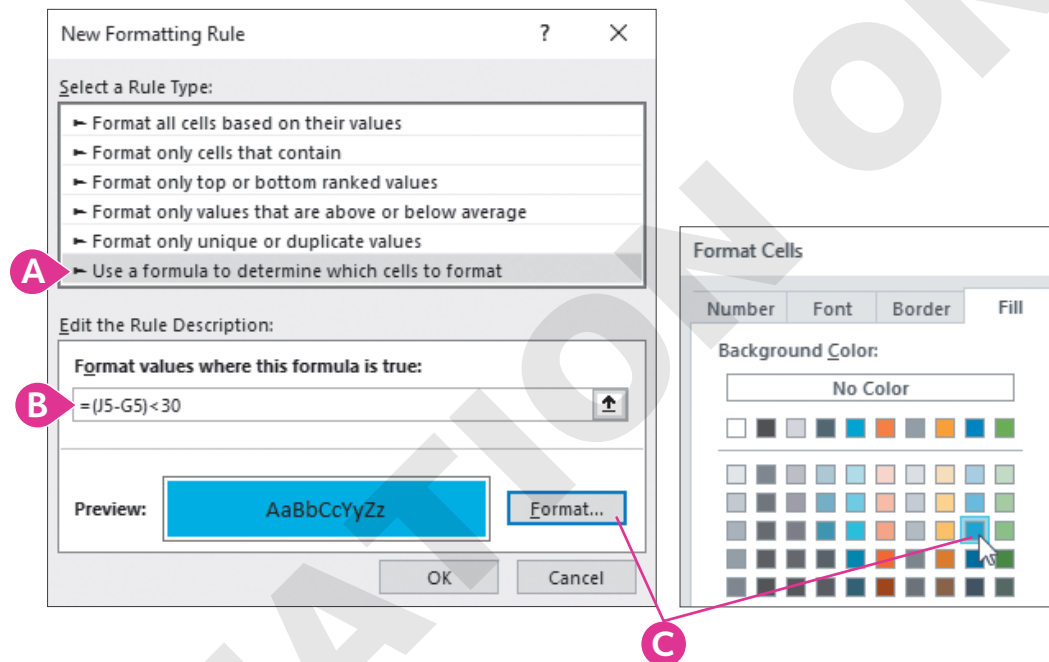 New Formatting Rule ? ×
Select a Rule Type:
► Format all cells based on their values
► Format only cells that contain
► Format only top or bottom ranked values
► Format only values that are above or below average
► Format only unique or duplicate values
A
► Use a formula to determine which cells to format
Edit the Rule Description:
Format values where this formula is true:
B
=(J5-G5)<30
Preview: AaBbCcYyZz Format...
OK Cancel
Format Cells
Number Font Border Fill
Background Color:
No Color
C
ATION ON